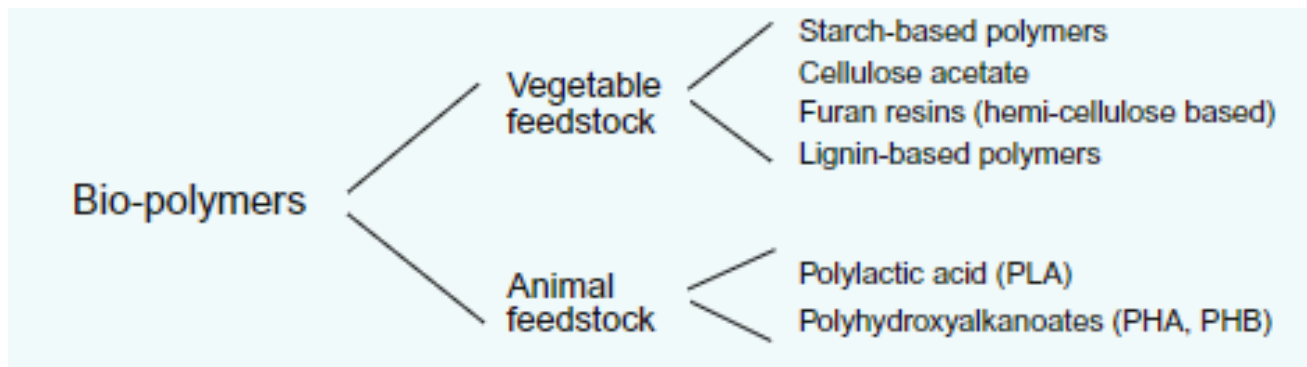 Bio-polymers
Vegetable
feedstock
Starch-based polymers
Cellulose acetate
Furan resins (hemi-cellulose based)
Lignin-based polymers
Animal
feedstock
Polylactic acid (PLA)
Polyhydroxyalkanoates (PHA, PHB)